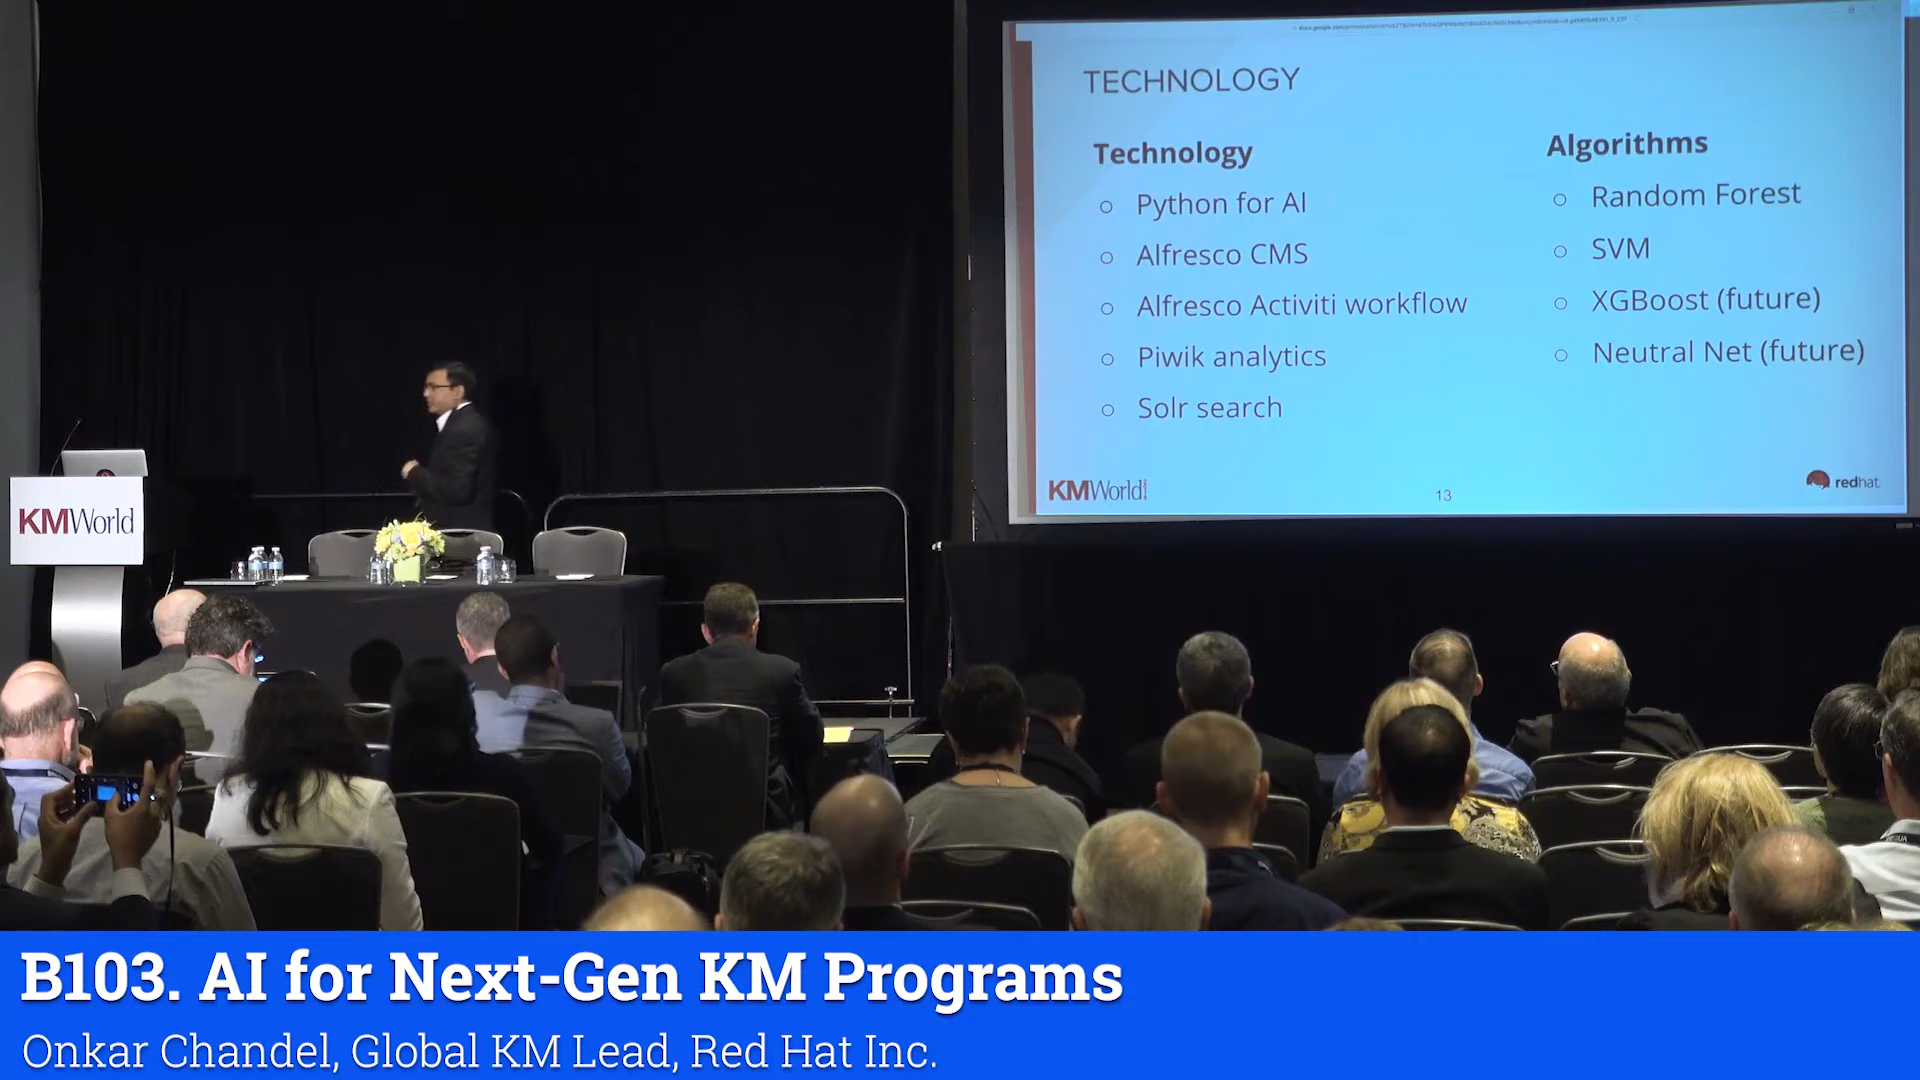 TECHNOLOGY
Technology
Python for AI
Alfresco CMS
Alfresco Activiti workflow
Piwik analytics
Solr search
Algorithms
Random Forest
SVM
XGBoost (future)
Neutral Net (future)
KMWorld
13
redhat.
KMWorld
B103. AI for Next-Gen KM Programs
Onkar Chandel, Global KM Lead, Red Hat Inc.